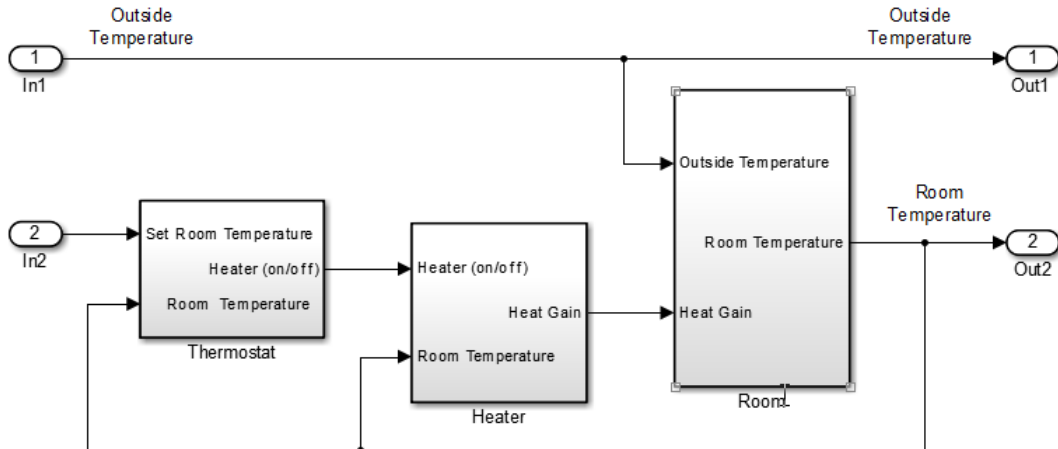 Outside
Temperature
Outside
Temperature
1
In1
1
Out1
Outside Temperature
Room
Temperature
2
In2
Set Room Temperature
Heater (on/off)
Room Temperature
Thermostat
Heater (on/off)
Heat Gain
Room Temperature
Heater
Room Temperature
Heat Gain
Room
2
Out2